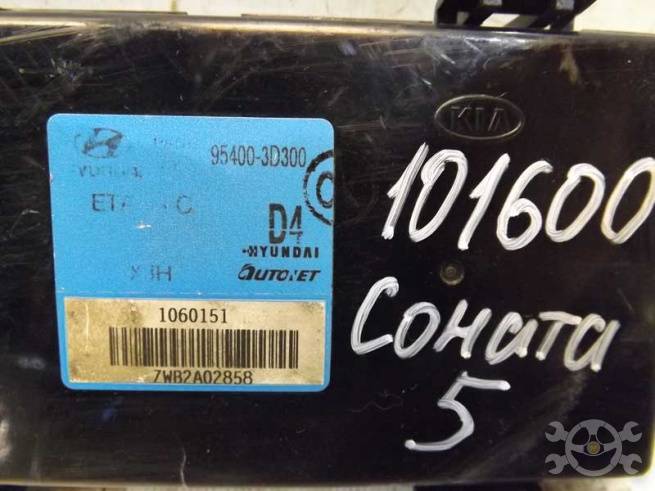 95400-3D300
D4
HYUNDAI
AUTONET
1060151
7WB2A02858
KIA
101600
Соната
5